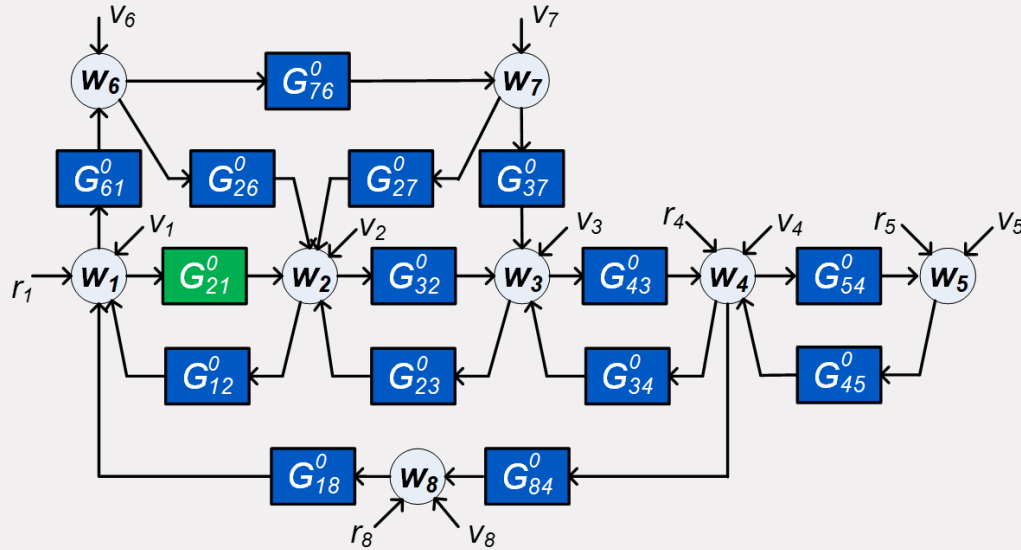 v6 v7
w6 G⁰76 w7
G⁰61 G⁰26 G⁰27 G⁰37
v1 v2 v3 r4 v4 r5 v5
r1 w1 G⁰21 w2 G⁰32 w3 G⁰43 w4 G⁰54 w5
G⁰12 G⁰23 G⁰34 G⁰45
G⁰18 w8 G⁰84
r8 v8